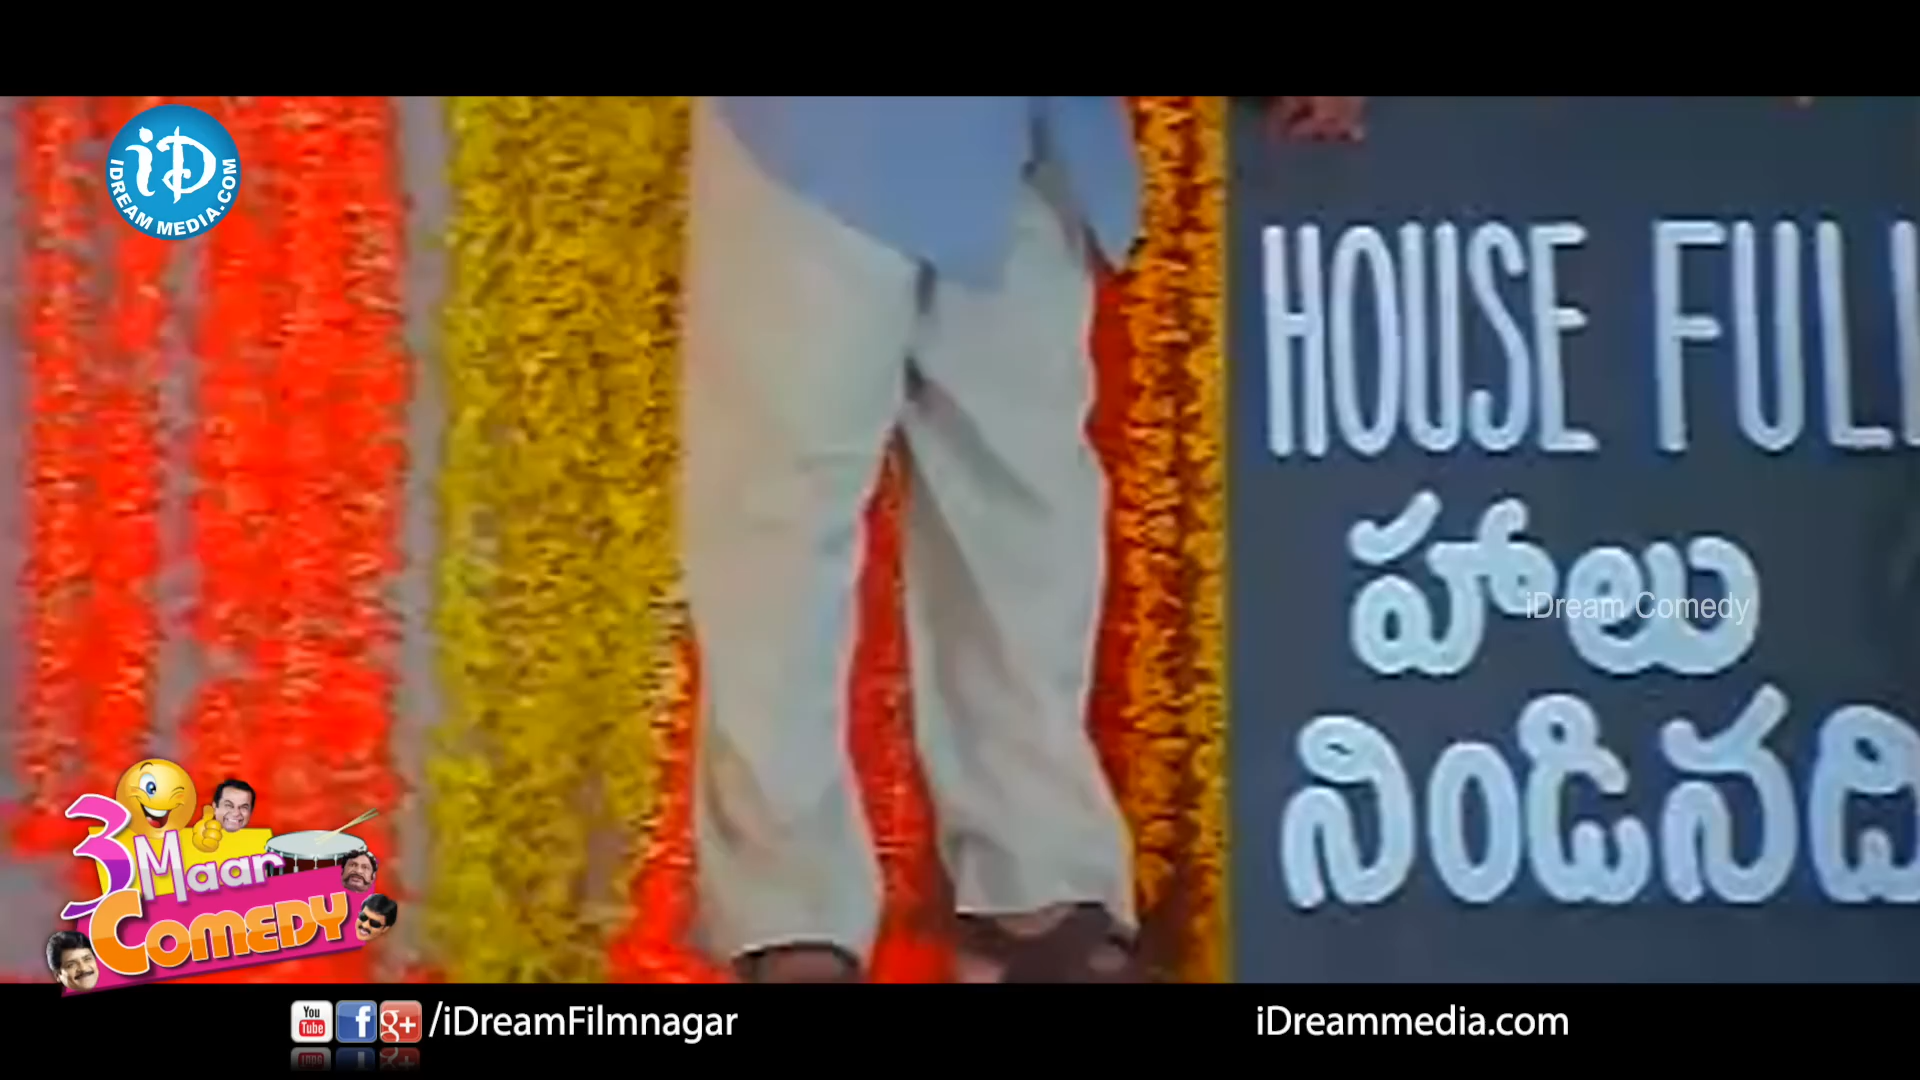 iD
IDREAM MEDIA.COM
HOUSE FULL
హాలు
iDream Comedy
నిండినది
3 Maar
COMEDY
You
Tube
f
g+
/iDreamFilmnagar
iDreammedia.com